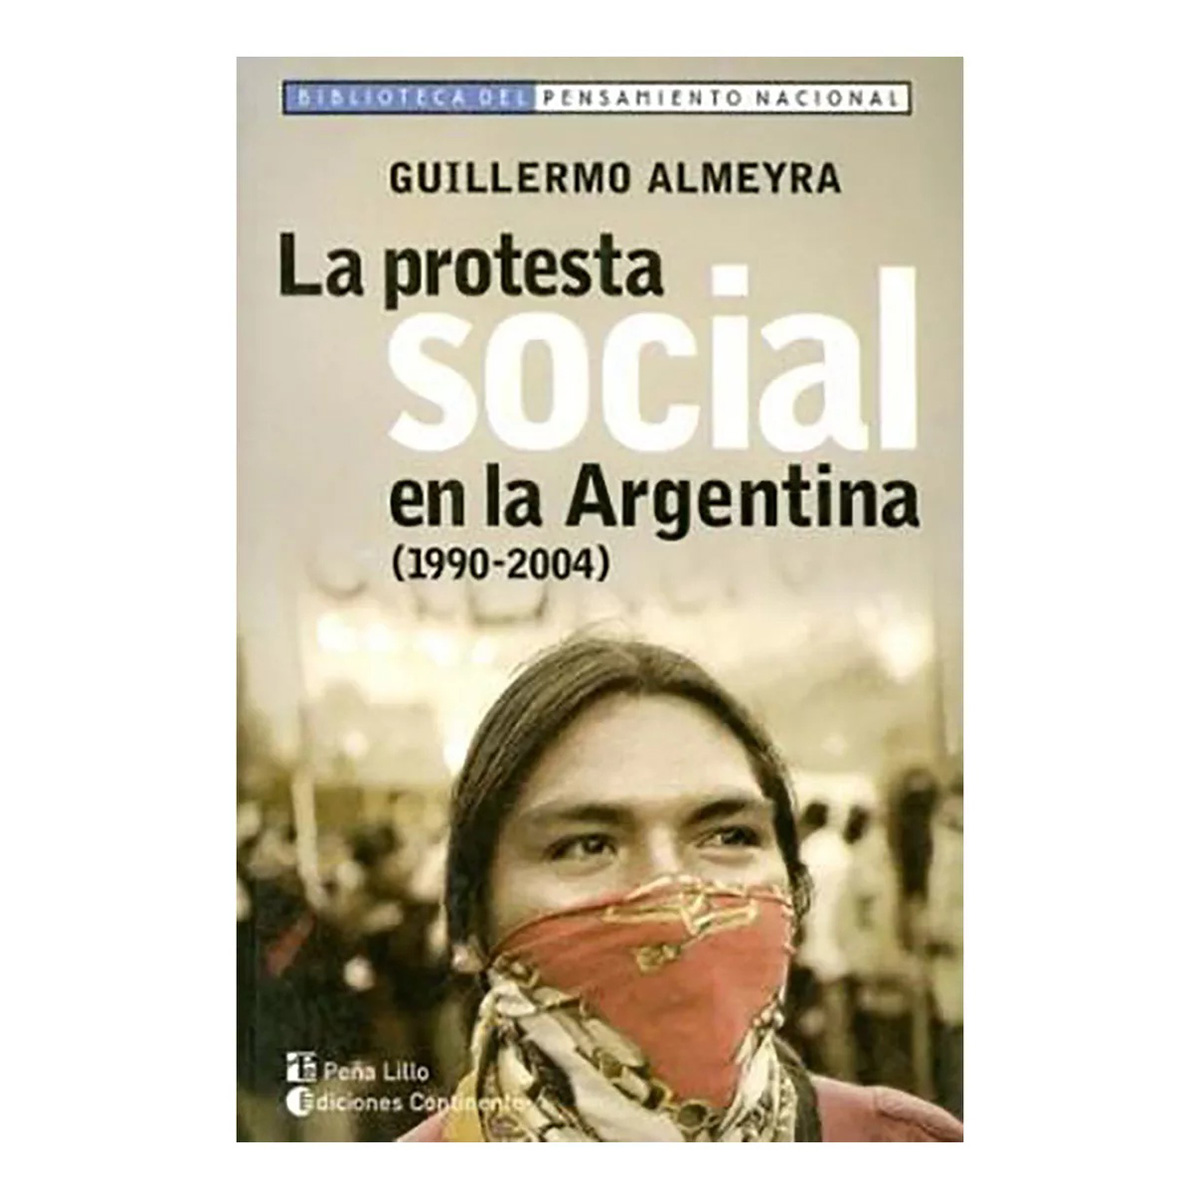 BIBLIOTECA DEL PENSAMIENTO NACIONAL
GUILLERMO ALMEYRA
La protesta
social
en la Argentina
(1990-2004)
Peña Lillo
Ediciones Continente